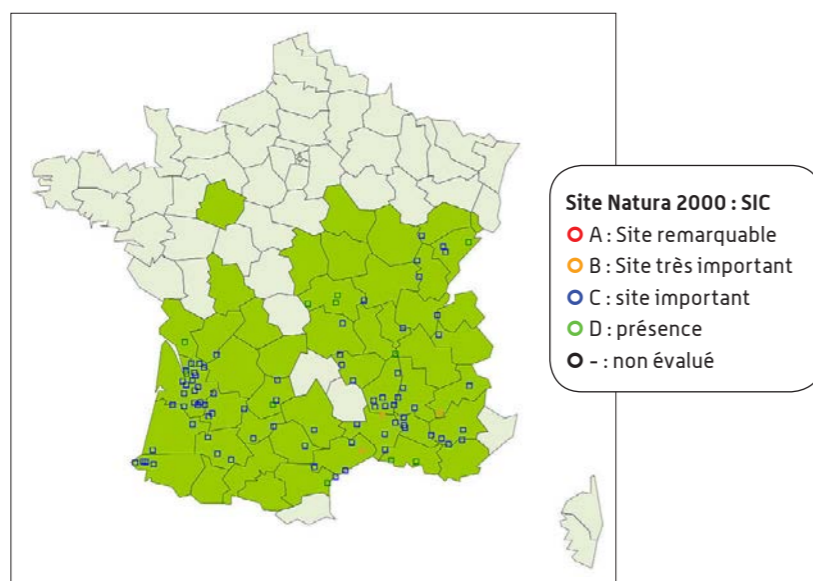 Site Natura 2000 : SIC
A : Site remarquable
B : Site très important
C : site important
D : présence
- : non évalué